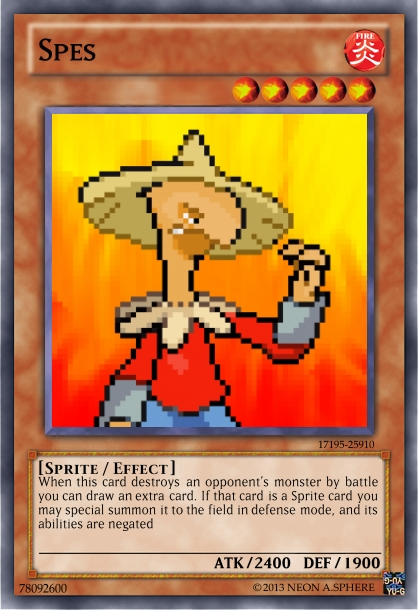 Spes
FIRE
炎
17195-25910
[Sprite / Effect]
When this card destroys an opponent's monster by battle
you can draw an extra card. If that card is a Sprite card you
may special summon it to the field in defense mode, and its
abilities are negated
ATK/2400 DEF/1900
78092600
©2013 NEON A.SPHERE
YU-G